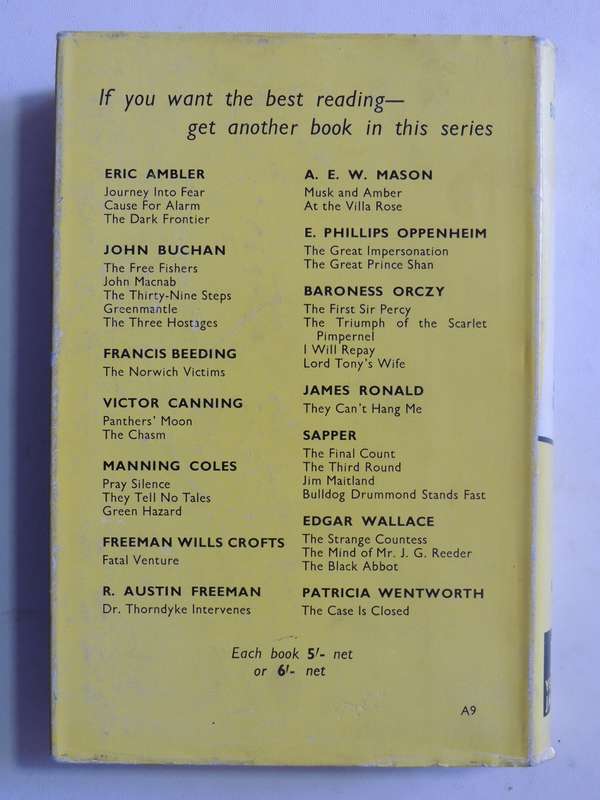 If you want the best reading—
get another book in this series
ERIC AMBLER
Journey Into Fear
Cause For Alarm
The Dark Frontier
JOHN BUCHAN
The Free Fishers
John Macnab
The Thirty-Nine Steps
Greenmantle
The Three Hostages
FRANCIS BEEDING
The Norwich Victims
VICTOR CANNING
Panthers' Moon
The Chasm
MANNING COLES
Pray Silence
They Tell No Tales
Green Hazard
FREEMAN WILLS CROFTS
Fatal Venture
R. AUSTIN FREEMAN
Dr. Thorndyke Intervenes
A. E. W. MASON
Musk and Amber
At the Villa Rose
E. PHILLIPS OPPENHEIM
The Great Impersonation
The Great Prince Shan
BARONESS ORCZY
The First Sir Percy
The Triumph of the Scarlet
Pimpernel
I Will Repay
Lord Tony's Wife
JAMES RONALD
They Can't Hang Me
SAPPER
The Final Count
The Third Round
Jim Maitland
Bulldog Drummond Stands Fast
EDGAR WALLACE
The Strange Countess
The Mind of Mr. J. G. Reeder
The Black Abbot
PATRICIA WENTWORTH
The Case Is Closed
Each book 5/- net
or 6/- net
A9